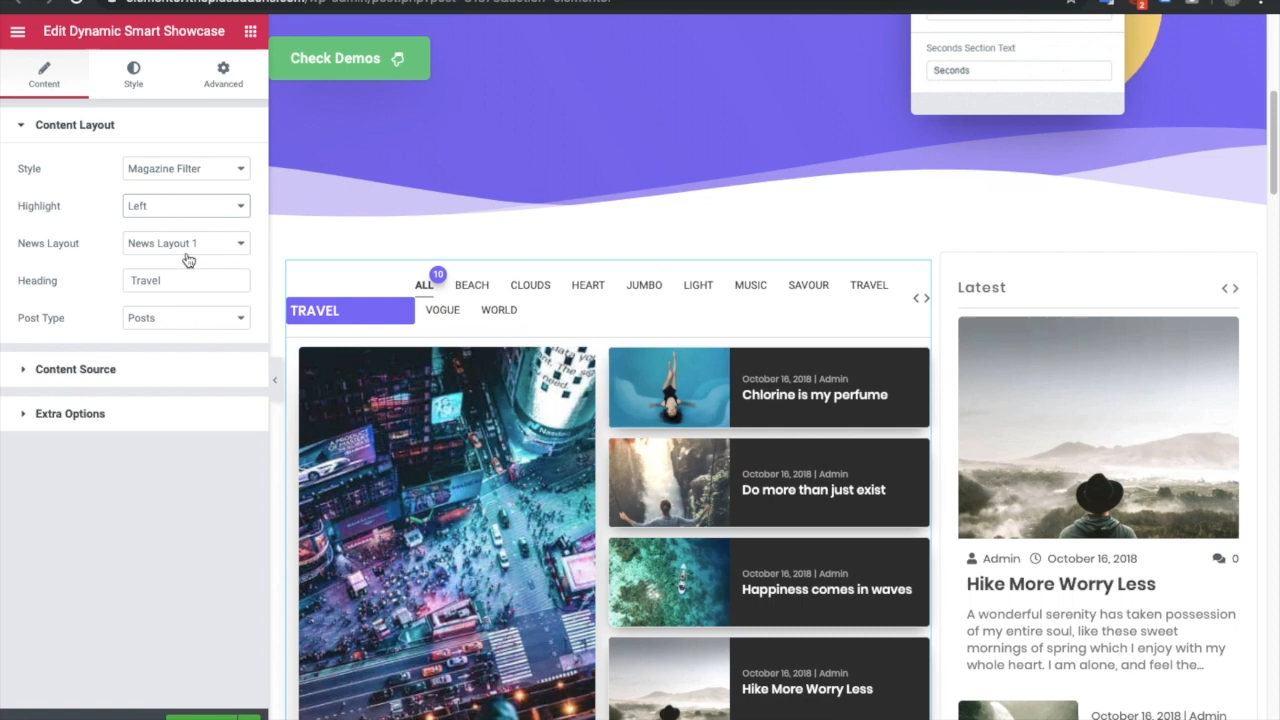 2
Edit Dynamic Smart Showcase
Content
Style
Advanced
Content Layout
Style
Magazine Filter
Highlight
Left
News Layout
News Layout 1
Heading
Travel
Post Type
Posts
Content Source
Extra Options
Check Demos
Seconds Section Text
Seconds
10
ALL BEACH CLOUDS HEART JUMBO LIGHT MUSIC SAVOUR TRAVEL
TRAVEL
VOGUE WORLD
October 16, 2018 | Admin
Chlorine is my perfume
October 16, 2018 | Admin
Do more than just exist
October 16, 2018 | Admin
Happiness comes in waves
October 16, 2018 | Admin
Hike More Worry Less
Latest
Admin October 16, 2018 0
Hike More Worry Less
A wonderful serenity has taken possession
of my entire soul, like these sweet
mornings of spring which I enjoy with my
whole heart. I am alone, and feel the...
October 16, 2018 | Admin